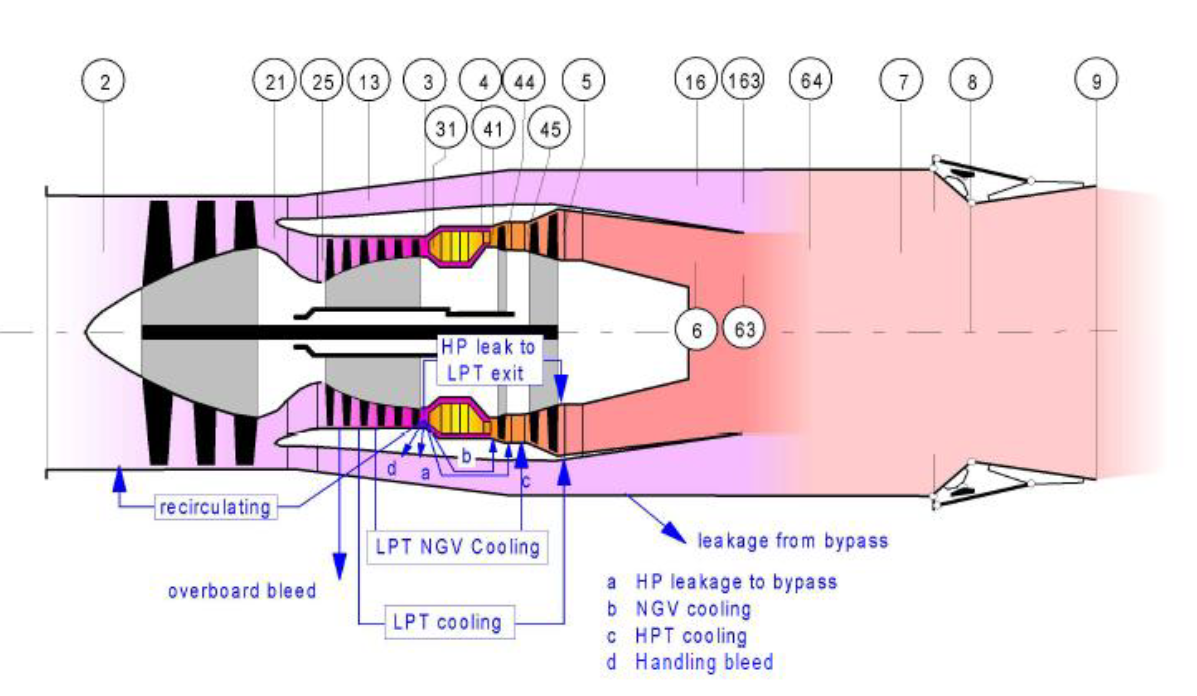 2 21 25 13 3 4 44 5 16 163 64 7 8 9
31 41 45
6 63
HP leak to
LPT exit
d a b c
recirculating
LPT NGV Cooling
leakage from bypass
overboard bleed
LPT cooling
a HP leakage to bypass
b NGV cooling
c HPT cooling
d Handling bleed